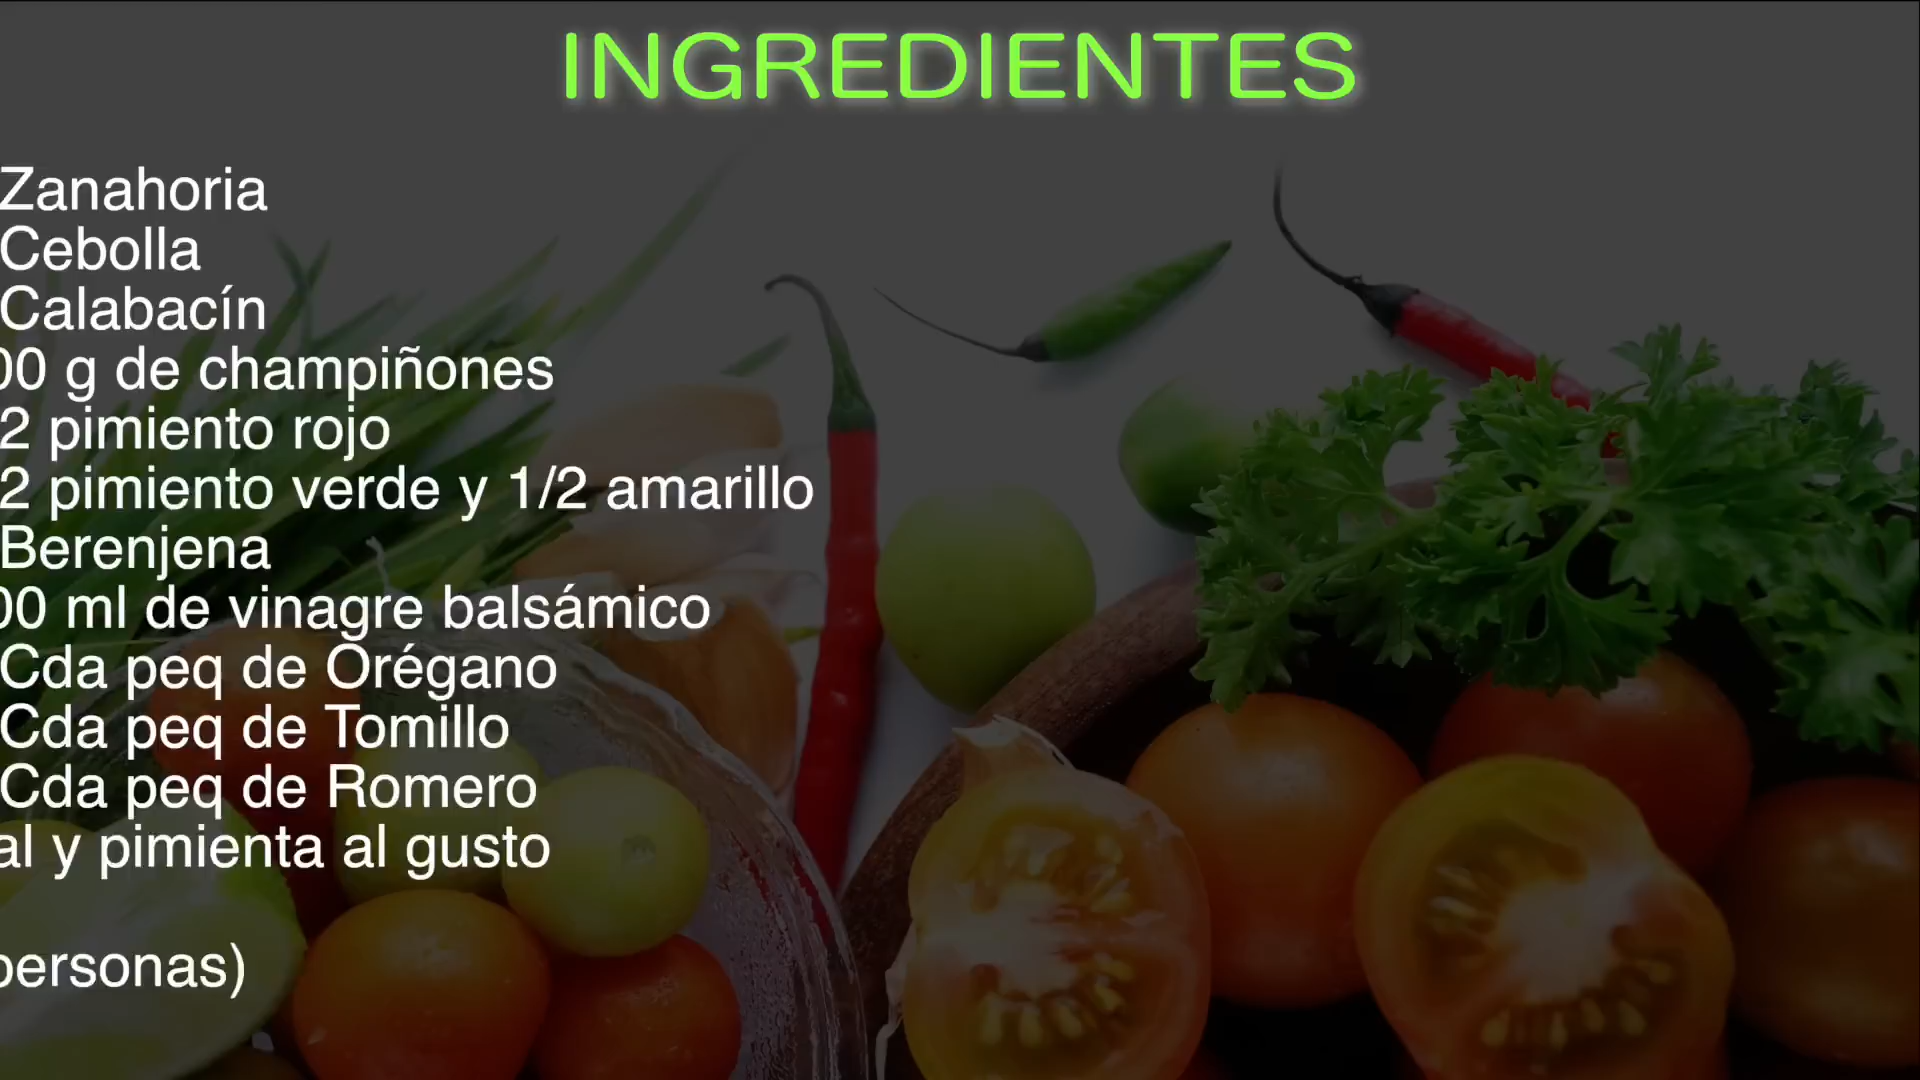 INGREDIENTES
Zanahoria
Cebolla
Calabacín
00 g de champiñones
2 pimiento rojo
2 pimiento verde y 1/2 amarillo
Berenjena
00 ml de vinagre balsámico
Cda peq de Orégano
Cda peq de Tomillo
Cda peq de Romero
al y pimienta al gusto
personas)